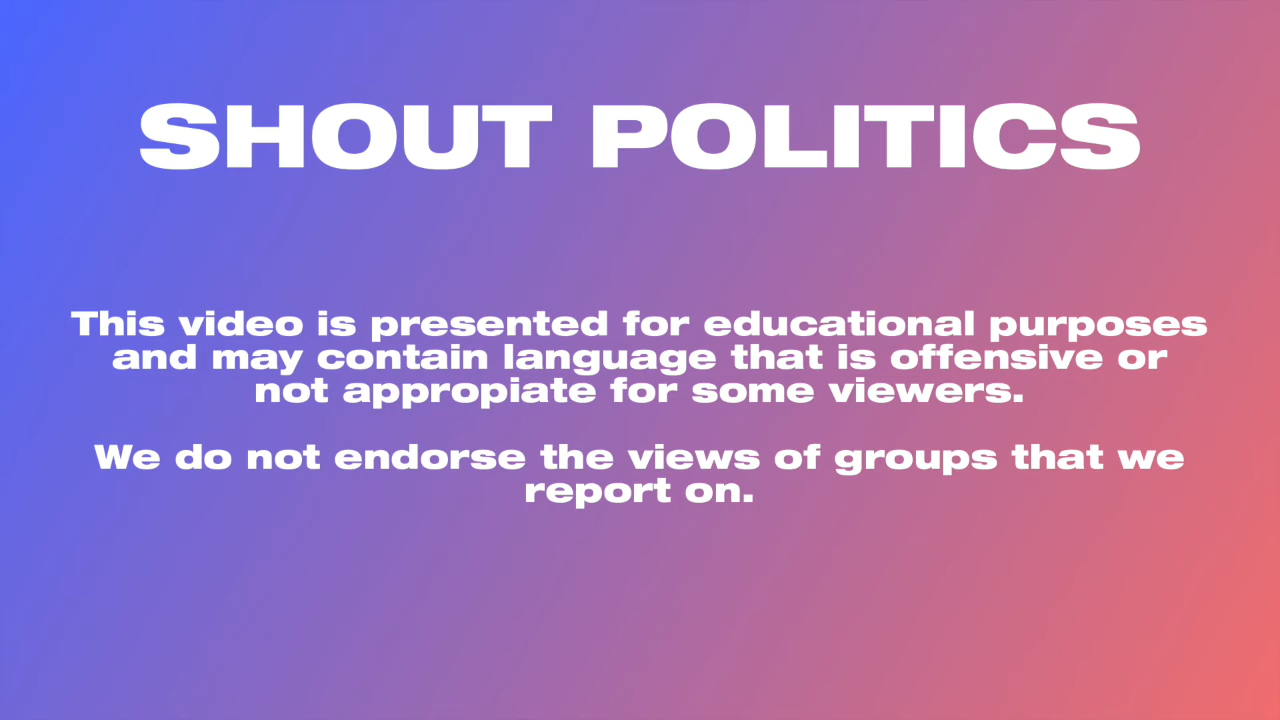 SHOUT POLITICS
This video is presented for educational purposes
and may contain language that is offensive or
not appropiate for some viewers.
We do not endorse the views of groups that we
report on.